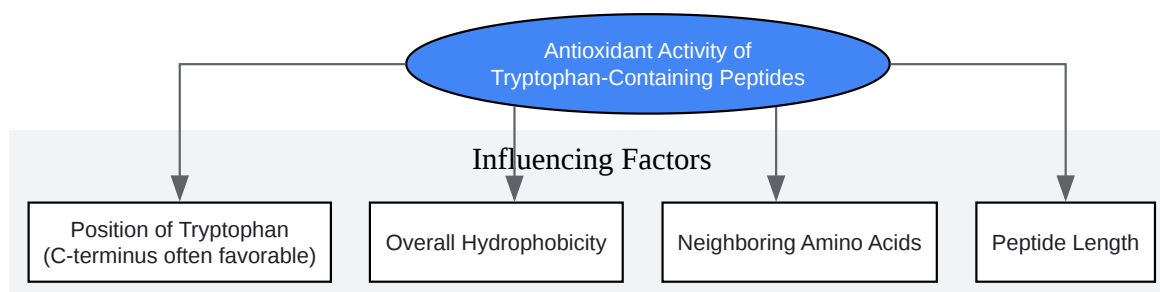 Antioxidant Activity of
Tryptophan-Containing Peptides
Influencing Factors
Position of Tryptophan
(C-terminus often favorable)
Overall Hydrophobicity
Neighboring Amino Acids
Peptide Length